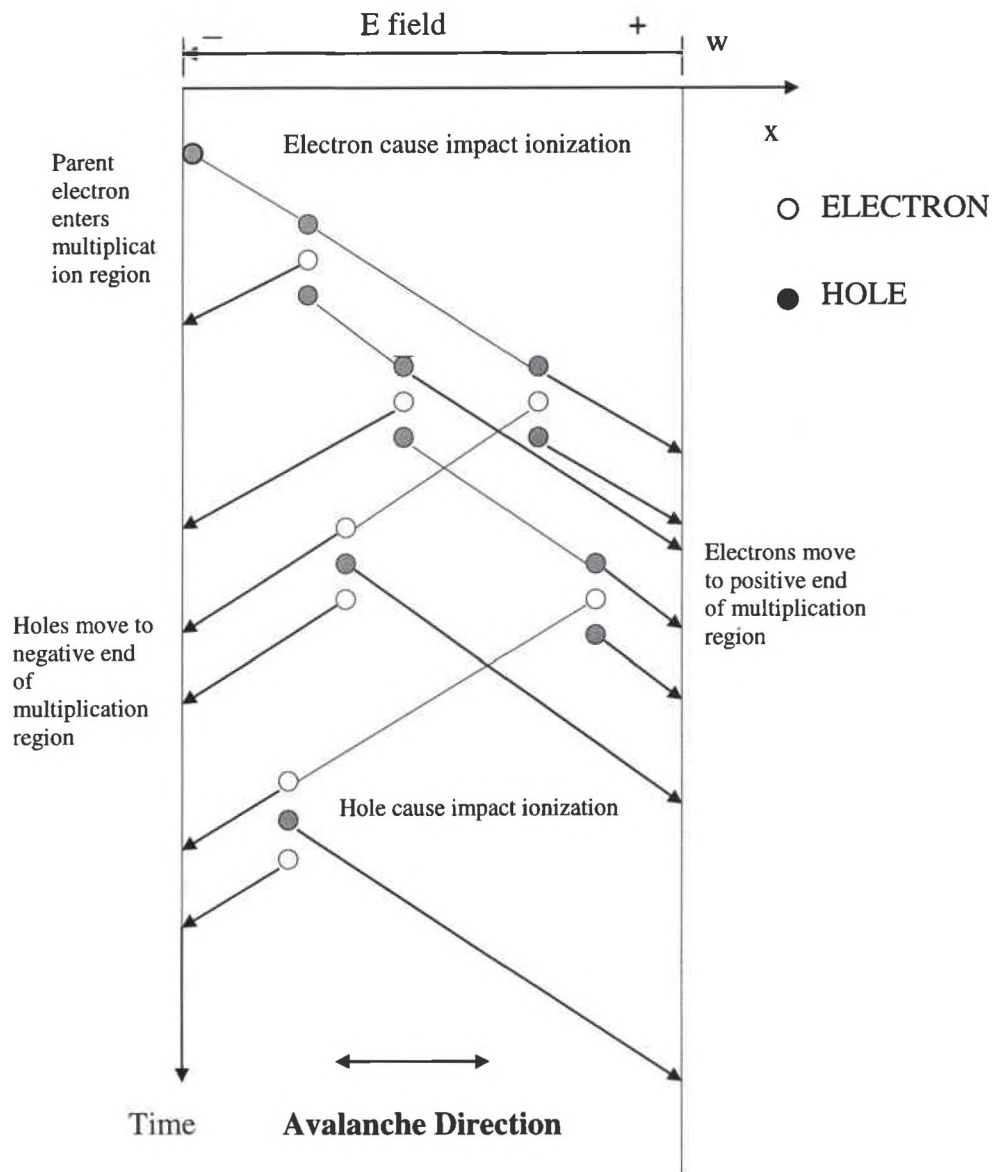 E field
− +
w
x
Electron cause impact ionization
Parent
electron
enters
multiplicat
ion region
ELECTRON
HOLE
Electrons move
to positive end
of multiplication
region
Holes move to
negative end
of
multiplication
region
Hole cause impact ionization
Time
Avalanche Direction